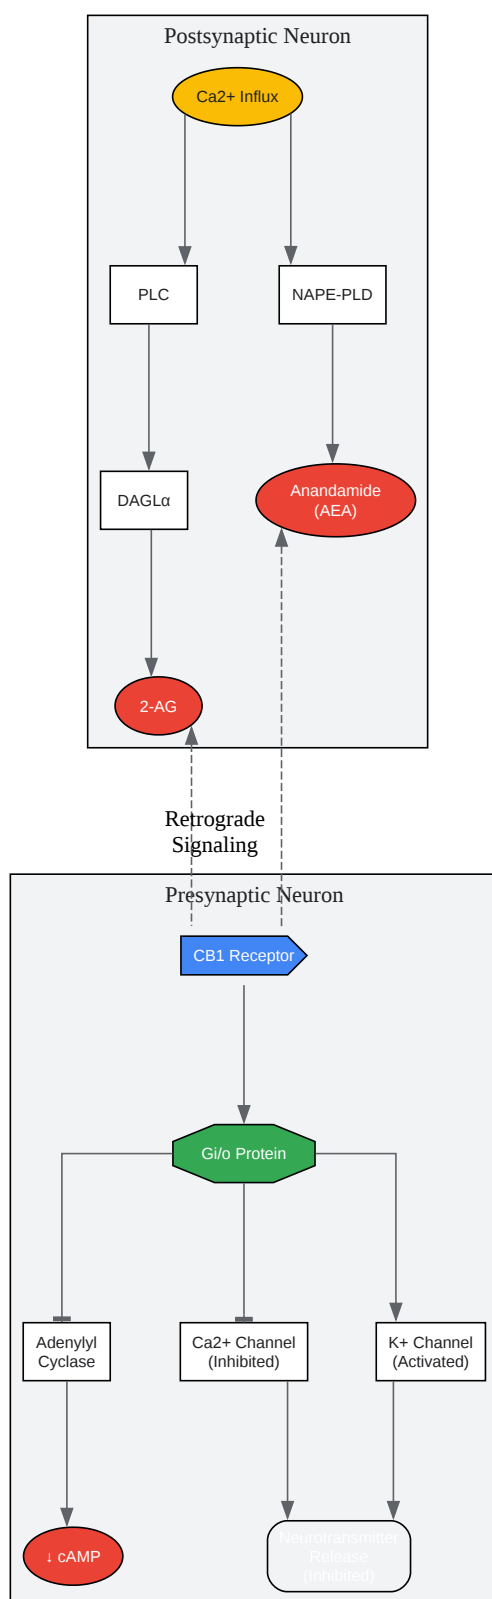 Postsynaptic Neuron
Ca2+ Influx
PLC
NAPE-PLD
DAGLα
Anandamide
(AEA)
2-AG
Retrograde
Signaling
Presynaptic Neuron
CB1 Receptor
Gi/o Protein
Adenylyl
Cyclase
Ca2+ Channel
(Inhibited)
K+ Channel
(Activated)
↓ cAMP
Neurotransmitter
Release
(Inhibited)